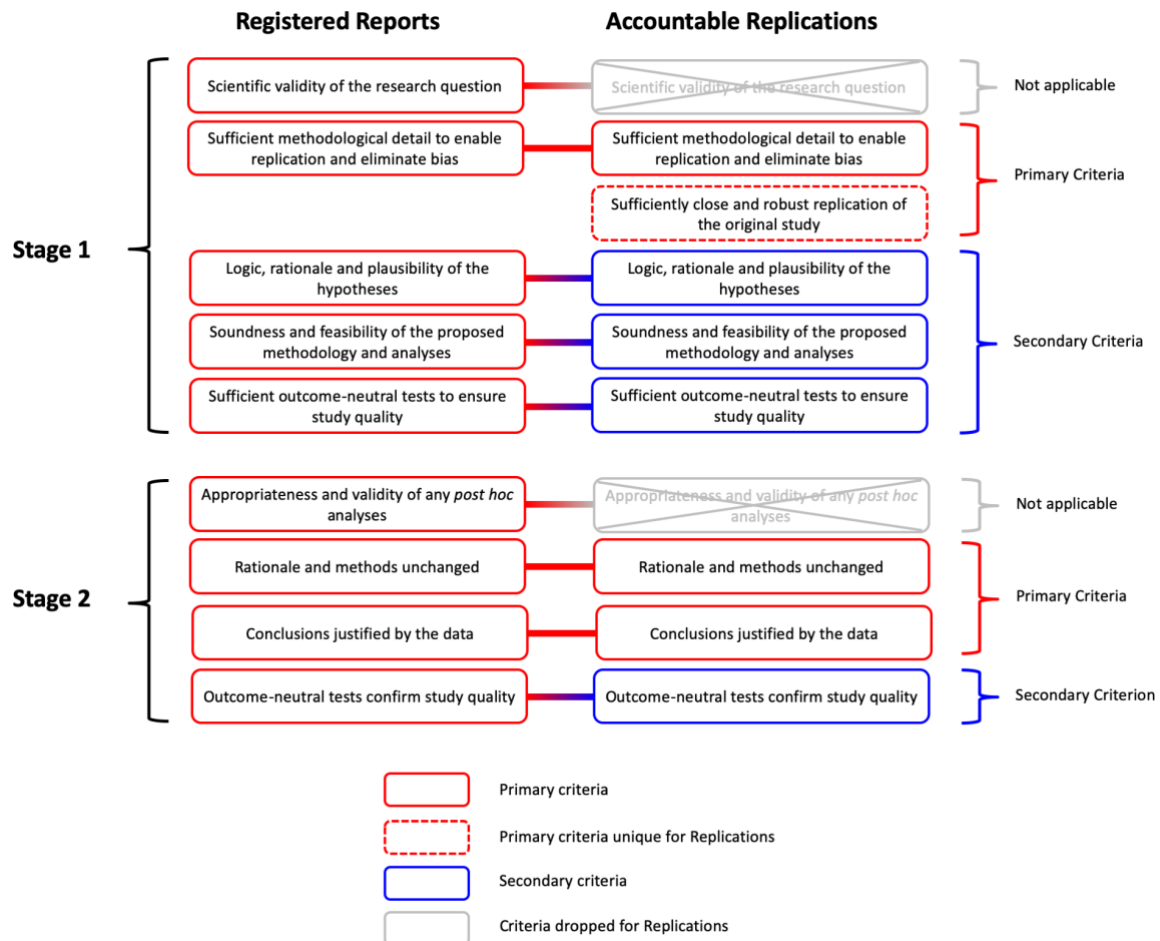 Registered Reports
Accountable Replications
Stage 1
Scientific validity of the research question
Scientific validity of the research question
Not applicable
Sufficient methodological detail to enable
replication and eliminate bias
Sufficient methodological detail to enable
replication and eliminate bias
Sufficiently close and robust replication of
the original study
Primary Criteria
Logic, rationale and plausibility of the
hypotheses
Logic, rationale and plausibility of the
hypotheses
Soundness and feasibility of the proposed
methodology and analyses
Soundness and feasibility of the proposed
methodology and analyses
Sufficient outcome-neutral tests to ensure
study quality
Sufficient outcome-neutral tests to ensure
study quality
Secondary Criteria
Stage 2
Appropriateness and validity of any post hoc
analyses
Appropriateness and validity of any post hoc
analyses
Not applicable
Rationale and methods unchanged
Rationale and methods unchanged
Conclusions justified by the data
Conclusions justified by the data
Primary Criteria
Outcome-neutral tests confirm study quality
Outcome-neutral tests confirm study quality
Secondary Criterion
Primary criteria
Primary criteria unique for Replications
Secondary criteria
Criteria dropped for Replications